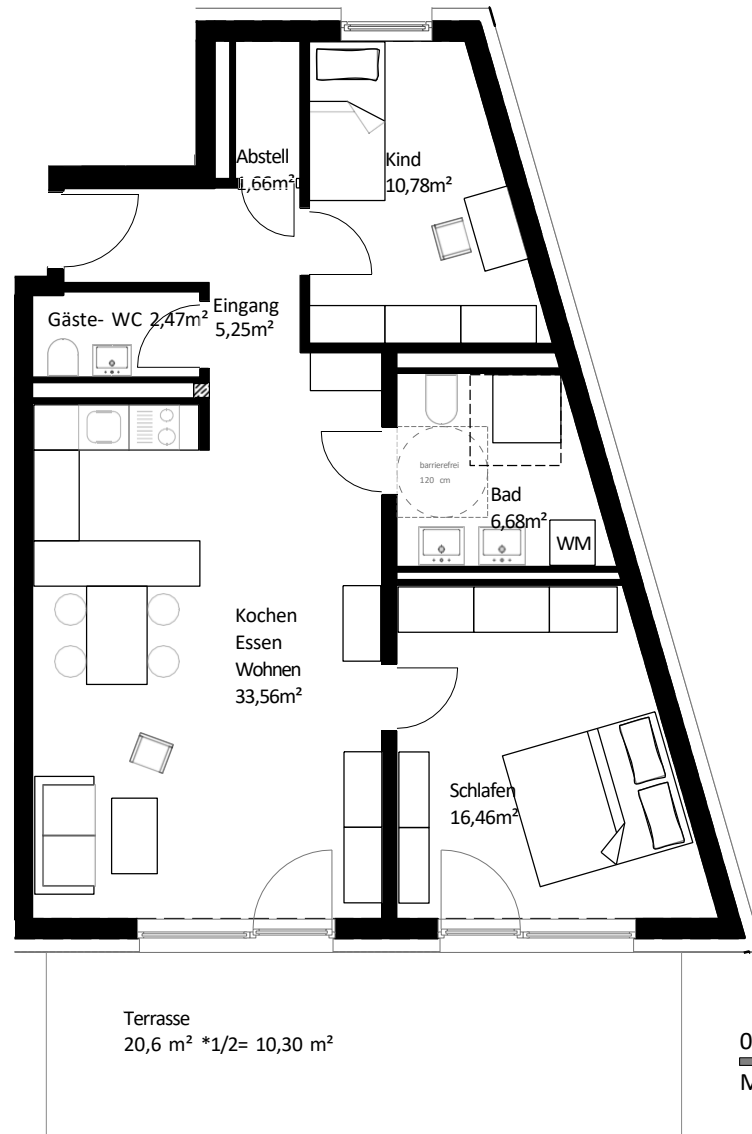 Abstell
1,66m²
Kind
10,78m²
Eingang
5,25m²
Gäste- WC 2,47m²
barrierefrei
120 cm
Bad
6,68m²
WM
Kochen
Essen
Wohnen
33,56m²
Schlafen
16,46m²
Terrasse
20,6 m² *1/2= 10,30 m²
0
M